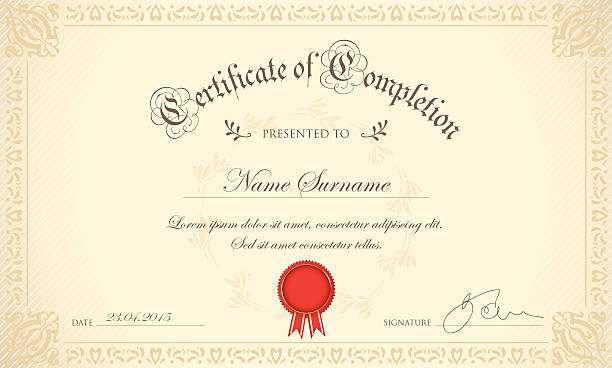 Certificate of Completion
PRESENTED TO
Name Surname
Lorem ipsum dolor sit amet, consectetur adipiscing elit.
Sed sit amet consectetur tellus.
DATE 23.04.2015 SIGNATURE